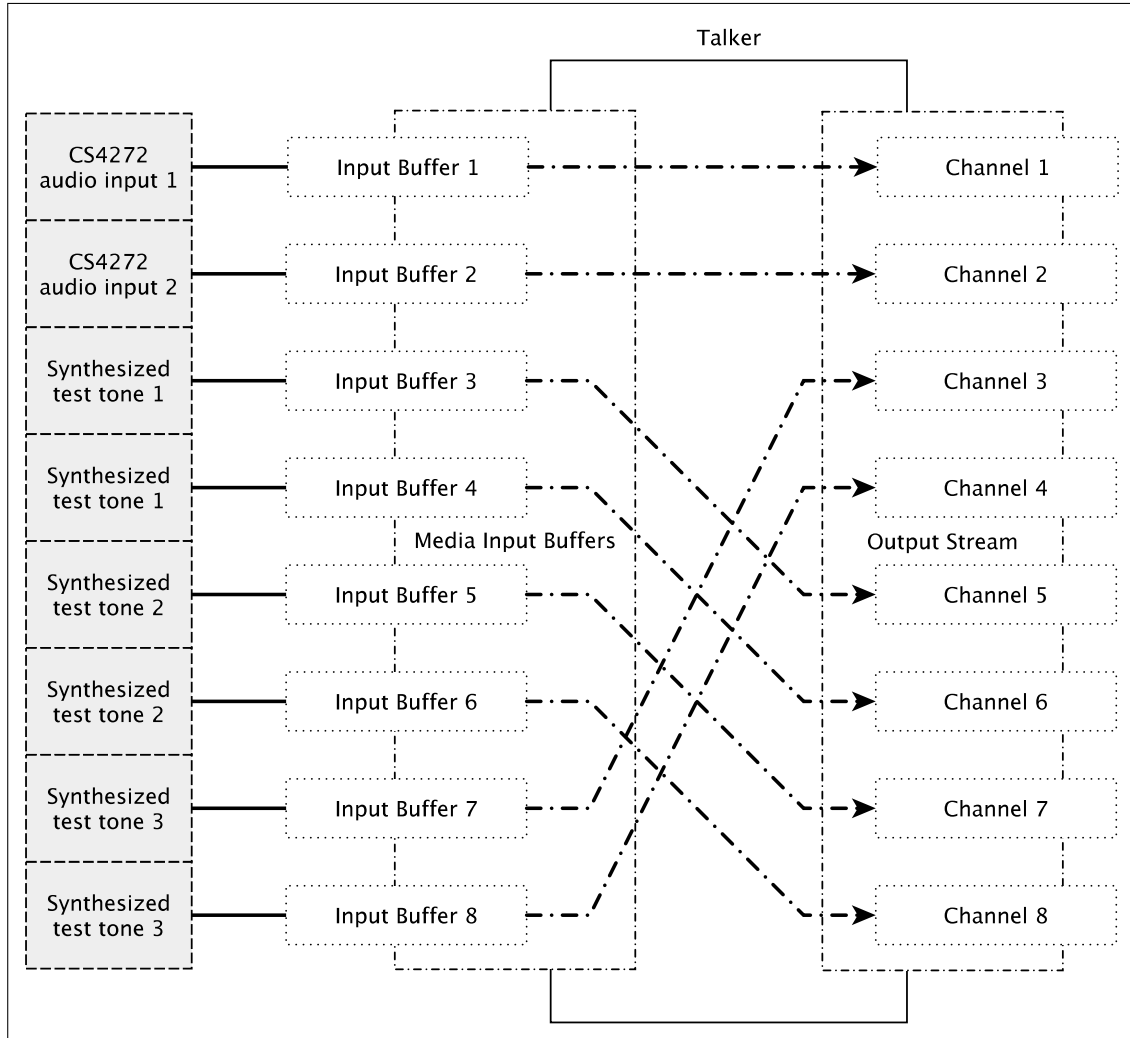 Talker
CS4272
audio input 1
Input Buffer 1
Channel 1
CS4272
audio input 2
Input Buffer 2
Channel 2
Synthesized
test tone 1
Input Buffer 3
Channel 3
Synthesized
test tone 1
Input Buffer 4
Channel 4
Media Input Buffers
Output Stream
Synthesized
test tone 2
Input Buffer 5
Channel 5
Synthesized
test tone 2
Input Buffer 6
Channel 6
Synthesized
test tone 3
Input Buffer 7
Channel 7
Synthesized
test tone 3
Input Buffer 8
Channel 8